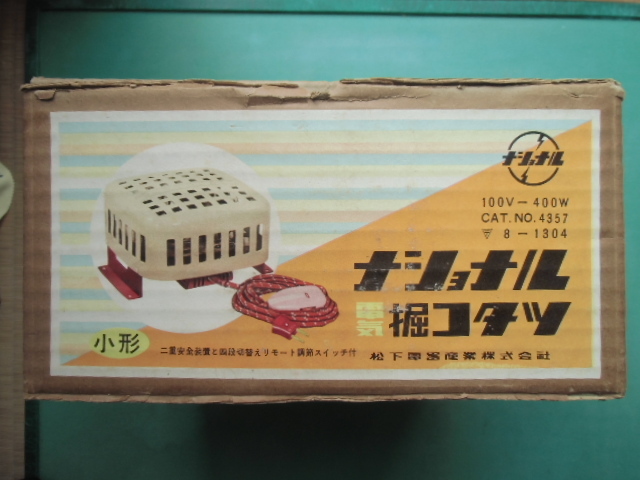 ナショナル
100V－400W
CAT. NO. 4357
〒 8－1304
ナショナル
電気掘コタツ
小形
二重安全装置と四段切替えリモート調節スイッチ付
松下電器産業株式会社